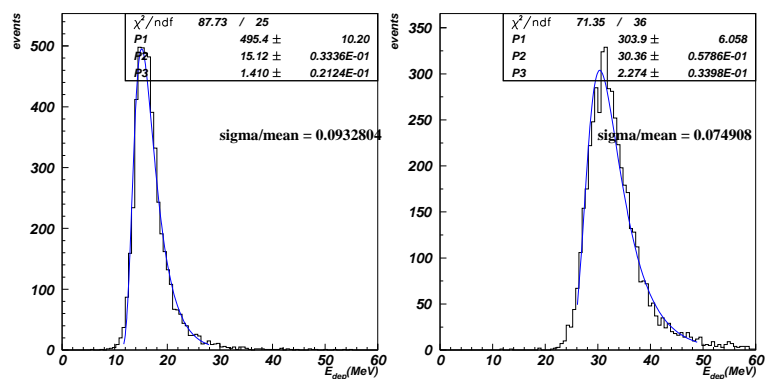 events
χ²/ndf 87.73 / 25
P1 495.4 ± 10.20
P2 15.12 ± 0.3336E-01
P3 1.410 ± 0.2124E-01
sigma/mean = 0.0932804
500
400
300
200
100
0
0 10 20 30 40 50 60
E_dep(MeV)
events
χ²/ndf 71.35 / 36
P1 303.9 ± 6.058
P2 30.36 ± 0.5786E-01
P3 2.274 ± 0.3398E-01
sigma/mean = 0.074908
350
300
250
200
150
100
50
0
0 10 20 30 40 50 60
E_dep(MeV)